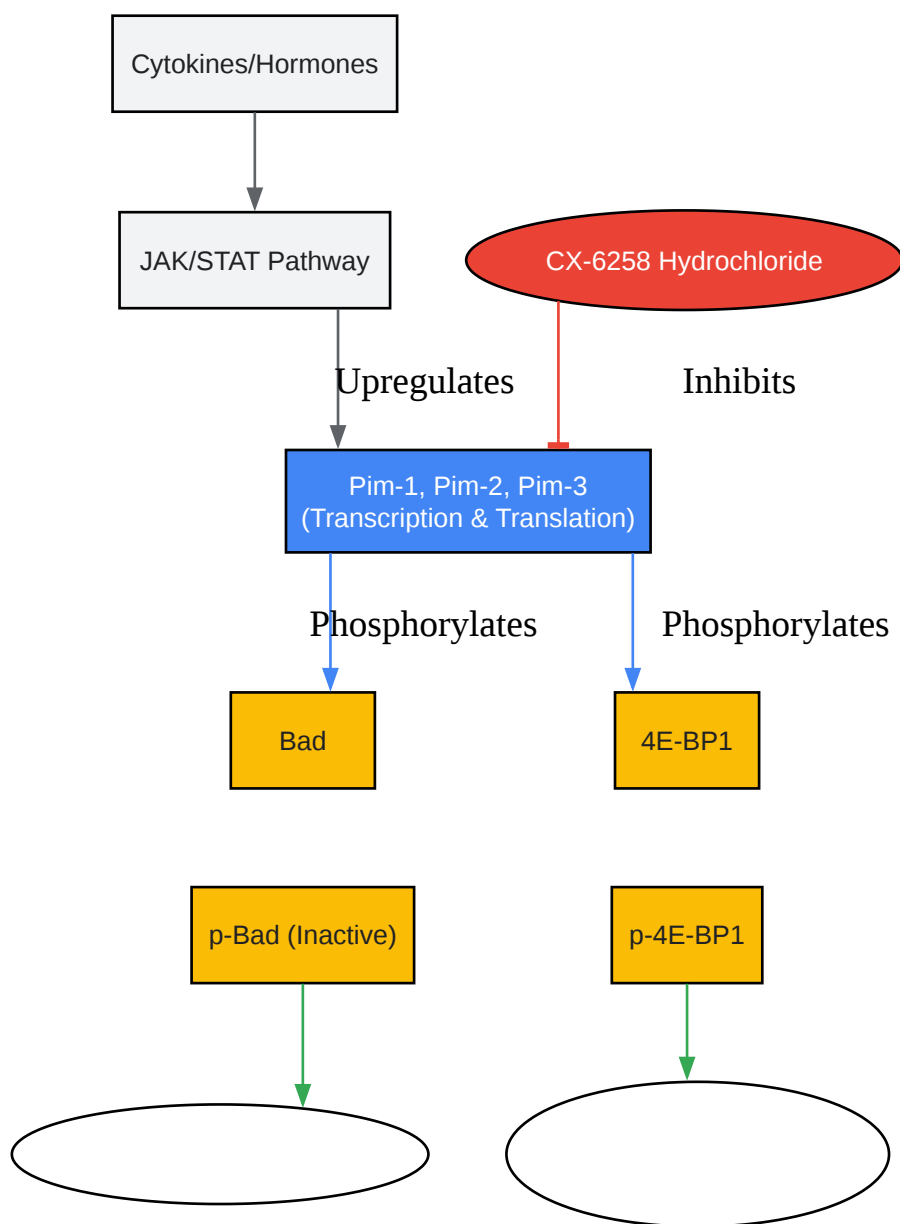 Cytokines/Hormones
JAK/STAT Pathway
CX-6258 Hydrochloride
Upregulates
Inhibits
Pim-1, Pim-2, Pim-3
(Transcription & Translation)
Phosphorylates
Phosphorylates
Bad
4E-BP1
p-Bad (Inactive)
p-4E-BP1